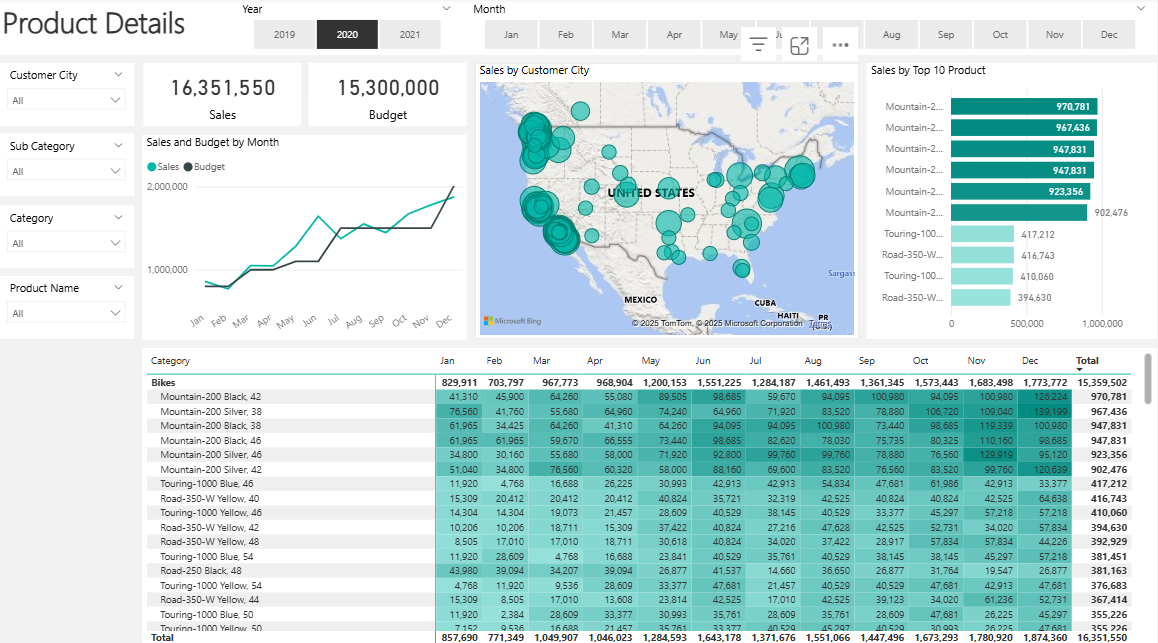 Product Details
Year
2019 2020 2021
Month
Jan Feb Mar Apr May Aug Sep Oct Nov Dec
Customer City
All
Sub Category
All
Category
All
Product Name
All
16,351,550
Sales
15,300,000
Budget
Sales and Budget by Month
Sales Budget
2,000,000
1,000,000
Jan Feb Mar Apr May Jun Jul Aug Sep Oct Nov Dec
Sales by Customer City
UNITED STATES
Sargass
MEXICO
CUBA
HAITI
PR
Microsoft Bing
© 2025 TomTom, © 2025 Microsoft Corporation Terms
Sales by Top 10 Product
Mountain-2... 970,781
Mountain-2... 967,436
Mountain-2... 947,831
Mountain-2... 947,831
Mountain-2... 923,356
Mountain-2... 902,476
Touring-100... 417,212
Road-350-W... 416,743
Touring-100... 410,060
Road-350-W... 394,630
0 500,000 1,000,000
Category Jan Feb Mar Apr May Jun Jul Aug Sep Oct Nov Dec Total
Bikes 829,911 703,797 967,773 968,904 1,200,153 1,551,225 1,284,187 1,461,493 1,361,345 1,573,443 1,683,498 1,773,772 15,359,502
Mountain-200 Black, 42 41,310 45,900 64,260 55,080 89,505 98,685 59,670 94,095 100,980 94,095 100,980 126,224 970,781
Mountain-200 Silver, 38 76,560 41,760 55,680 64,960 74,240 64,960 71,920 83,520 78,880 106,720 109,040 139,199 967,436
Mountain-200 Black, 38 61,965 34,425 64,260 41,310 64,260 94,095 94,095 100,980 73,440 98,685 119,339 100,980 947,831
Mountain-200 Black, 46 61,965 61,965 59,670 66,555 73,440 98,685 82,620 78,030 75,735 80,325 110,160 98,685 947,831
Mountain-200 Silver, 46 34,800 30,160 55,680 58,000 71,920 92,800 99,760 99,760 78,880 76,560 129,919 95,120 923,356
Mountain-200 Silver, 42 51,040 34,800 76,560 60,320 58,000 88,160 69,600 83,520 76,560 83,520 99,760 120,639 902,476
Touring-1000 Blue, 46 11,920 4,768 16,688 26,225 30,993 42,913 42,913 54,834 47,681 61,986 42,913 33,377 417,212
Road-350-W Yellow, 40 15,309 20,412 20,412 20,412 40,824 35,721 32,319 42,525 40,824 40,824 42,525 64,638 416,743
Touring-1000 Yellow, 46 14,304 14,304 19,073 21,457 28,609 40,529 38,145 40,529 33,377 45,297 57,218 57,218 410,060
Road-350-W Yellow, 42 10,206 10,206 18,711 15,309 37,422 40,824 27,216 47,628 42,525 52,731 34,020 57,834 394,630
Road-350-W Yellow, 48 8,505 17,010 17,010 18,711 30,618 40,824 34,020 37,422 28,917 57,834 57,834 44,226 392,929
Touring-1000 Blue, 54 11,920 28,609 4,768 16,688 23,841 40,529 35,761 40,529 38,145 38,145 45,297 57,218 381,451
Road-250 Black, 48 43,980 39,094 34,207 39,094 26,877 41,537 14,660 36,650 26,877 31,764 19,547 26,877 381,163
Touring-1000 Yellow, 54 4,768 11,920 9,536 28,609 33,377 47,681 21,457 40,529 40,529 47,681 42,913 47,681 376,683
Road-350-W Yellow, 44 15,309 8,505 17,010 13,608 23,814 42,525 17,010 42,525 39,123 34,020 61,236 52,731 367,414
Touring-1000 Blue, 50 11,920 2,384 28,609 33,377 30,993 35,761 28,609 35,761 28,609 47,681 26,225 45,297 355,226
Touring-1000 Yellow, 50 7,152 9,536 16,688 21,457 35,761 33,377 40,529 45,297 40,529 30,993 26,225 47,681 355,226
Total 857,690 771,349 1,049,907 1,046,023 1,284,593 1,643,178 1,371,676 1,551,066 1,447,496 1,673,293 1,780,920 1,874,360 16,351,550